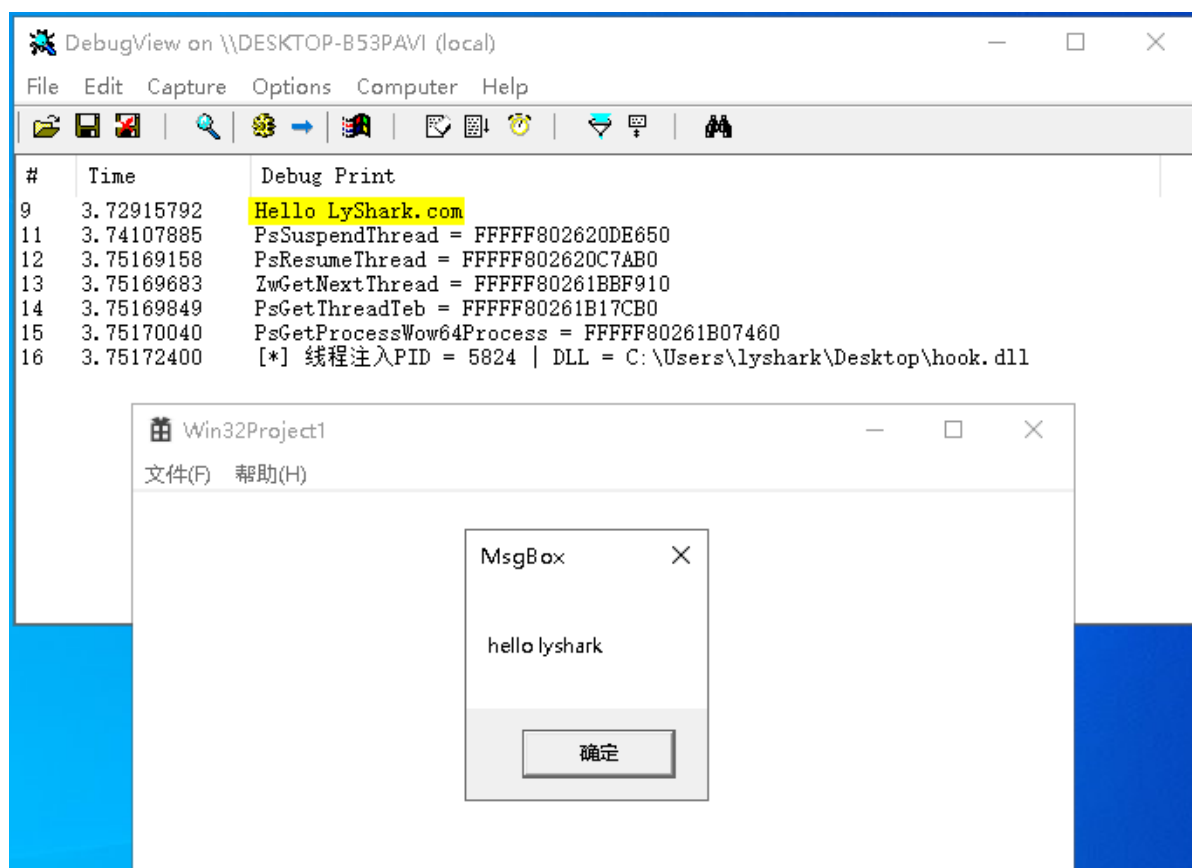 DebugView on \\DESKTOP-B53PAVI (local)
File Edit Capture Options Computer Help
# Time Debug Print
9 3.72915792 Hello LyShark.com
11 3.74107885 PsSuspendThread = FFFFF802620DE650
12 3.75169158 PsResumeThread = FFFFF802620C7AB0
13 3.75169683 ZwGetNextThread = FFFFF80261BBF910
14 3.75169849 PsGetThreadTeb = FFFFF80261B17CB0
15 3.75170040 PsGetProcessWow64Process = FFFFF80261B07460
16 3.75172400 [*] 线程注入PID = 5824 | DLL = C:\Users\lyshark\Desktop\hook.dll
Win32Project1
文件(F) 帮助(H)
MsgBox
hello lyshark
确定